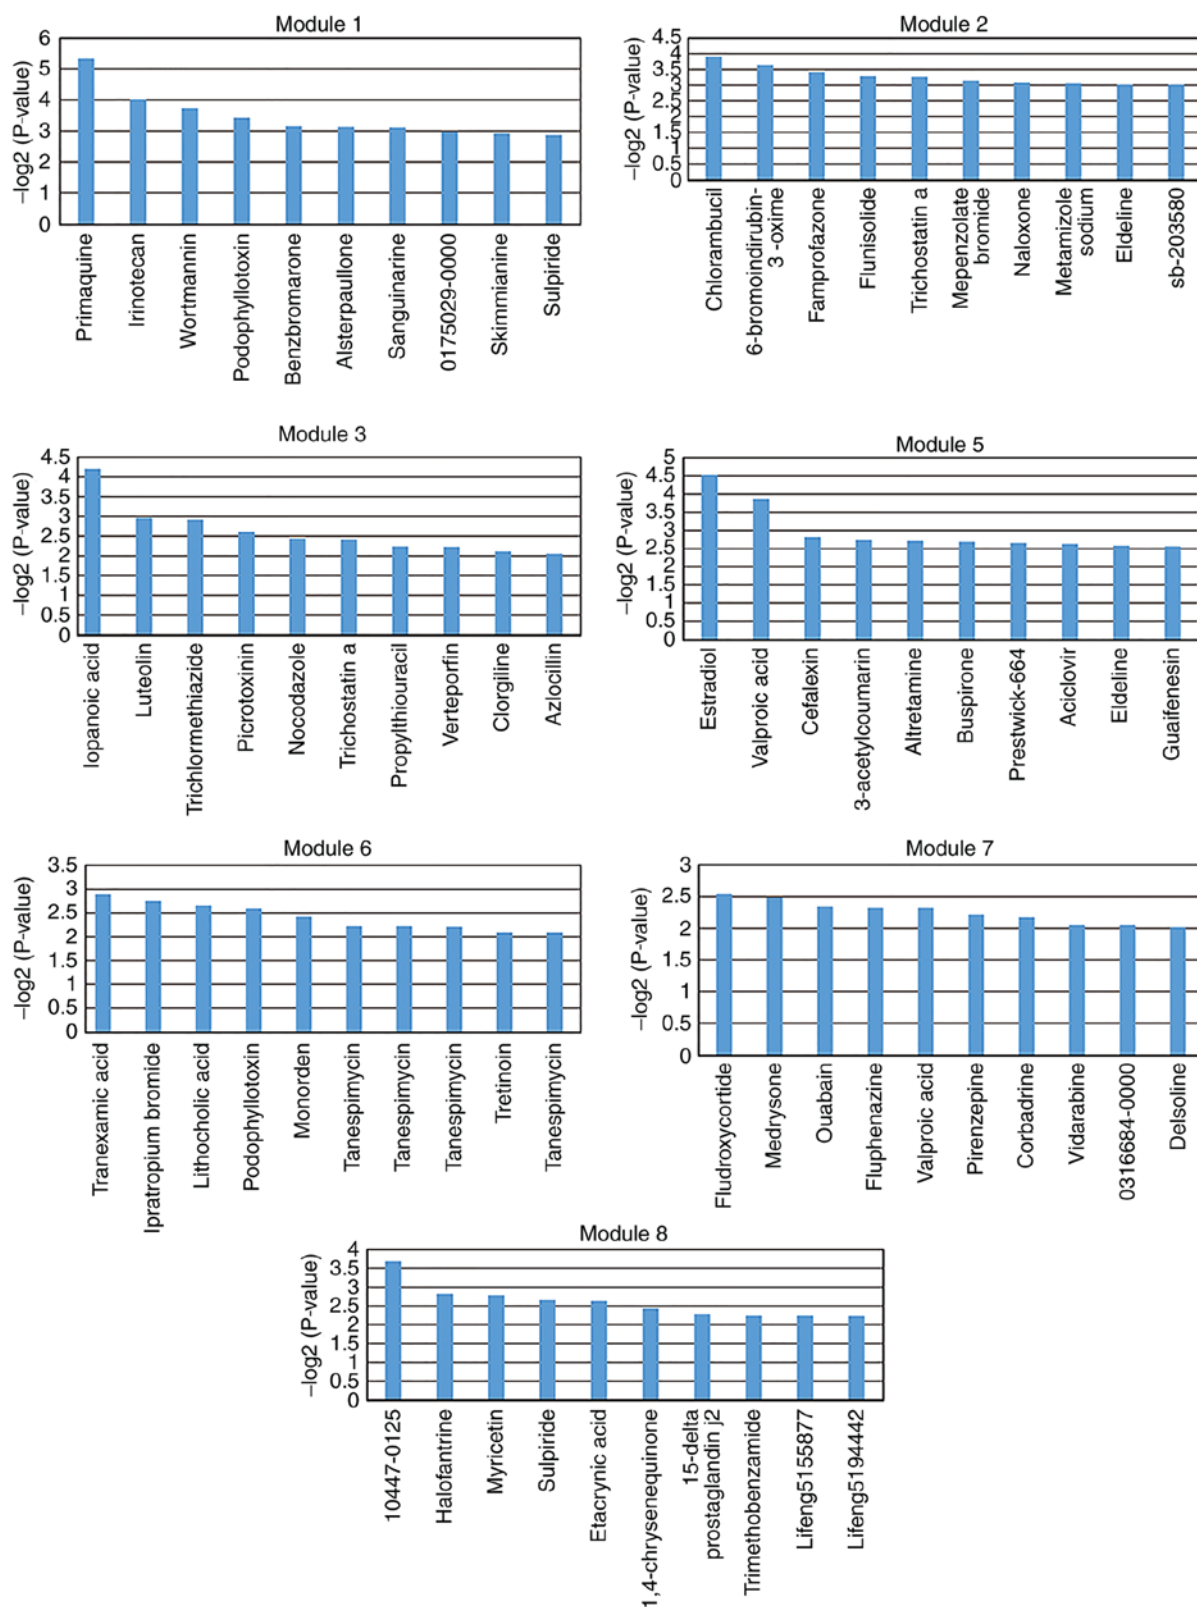 Module 1
−log2 (P-value)
6
5
4
3
2
1
0
Primaquine
Irinotecan
Wortmannin
Podophyllotoxin
Benzbromarone
Alsterpaullone
Sanguinarine
0175029-0000
Skimmianine
Sulpiride
Module 2
−log2 (P-value)
4.5
4
3.5
3
2.5
2
1.5
1
0.5
0
Chlorambucil
6-bromoindirubin-
3 -oxime
Famprofazone
Flunisolide
Trichostatin a
Mepenzolate
bromide
Naloxone
Metamizole
sodium
Eldeline
sb-203580
Module 3
−log2 (P-value)
4.5
4
3.5
3
2.5
2
1.5
1
0.5
0
Iopanoic acid
Luteolin
Trichlormethiazide
Picrotoxinin
Nocodazole
Trichostatin a
Propylthiouracil
Verteporfin
Clorgiline
Azlocillin
Module 5
−log2 (P-value)
5
4.5
4
3.5
3
2.5
2
1.5
1
0.5
0
Estradiol
Valproic acid
Cefalexin
3-acetylcoumarin
Altretamine
Buspirone
Prestwick-664
Aciclovir
Eldeline
Guaifenesin
Module 6
−log2 (P-value)
3.5
3
2.5
2
1.5
1
0.5
0
Tranexamic acid
Ipratropium bromide
Lithocholic acid
Podophyllotoxin
Monorden
Tanespimycin
Tanespimycin
Tanespimycin
Tretinoin
Tanespimycin
Module 7
−log2 (P-value)
3
2.5
2
1.5
1
0.5
0
Fludroxycortide
Medrysone
Ouabain
Fluphenazine
Valproic acid
Pirenzepine
Corbadrine
Vidarabine
0316684-0000
Delsoline
Module 8
−log2 (P-value)
4
3.5
3
2.5
2
1.5
1
0.5
0
10447-0125
Halofantrine
Myricetin
Sulpiride
Etacrynic acid
1,4-chrysenequinone
15-delta
prostaglandin j2
Trimethobenzamide
Lifeng5155877
Lifeng5194442